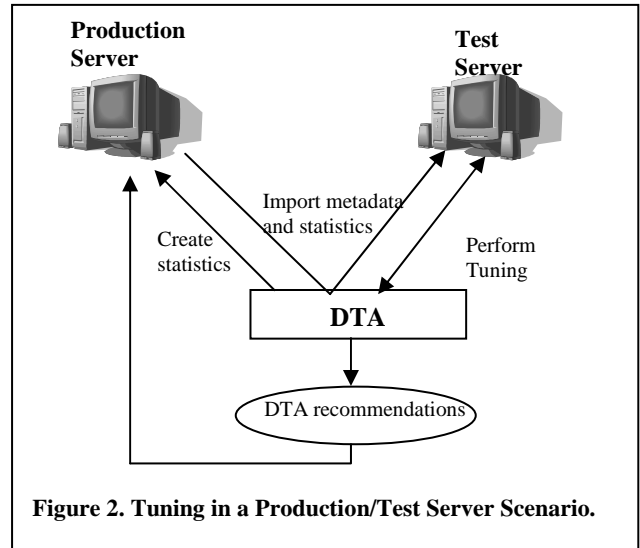 Production
Server
Test
Server
Import metadata
and statistics
Create
statistics
Perform
Tuning
DTA
DTA recommendations
Figure 2. Tuning in a Production/Test Server Scenario.